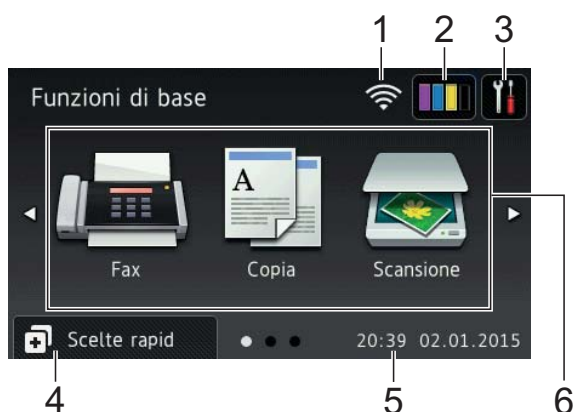 1 2 3
Funzioni di base
A
Fax Copia Scansione
Scelte rapid 20:39 02.01.2015
4 5 6